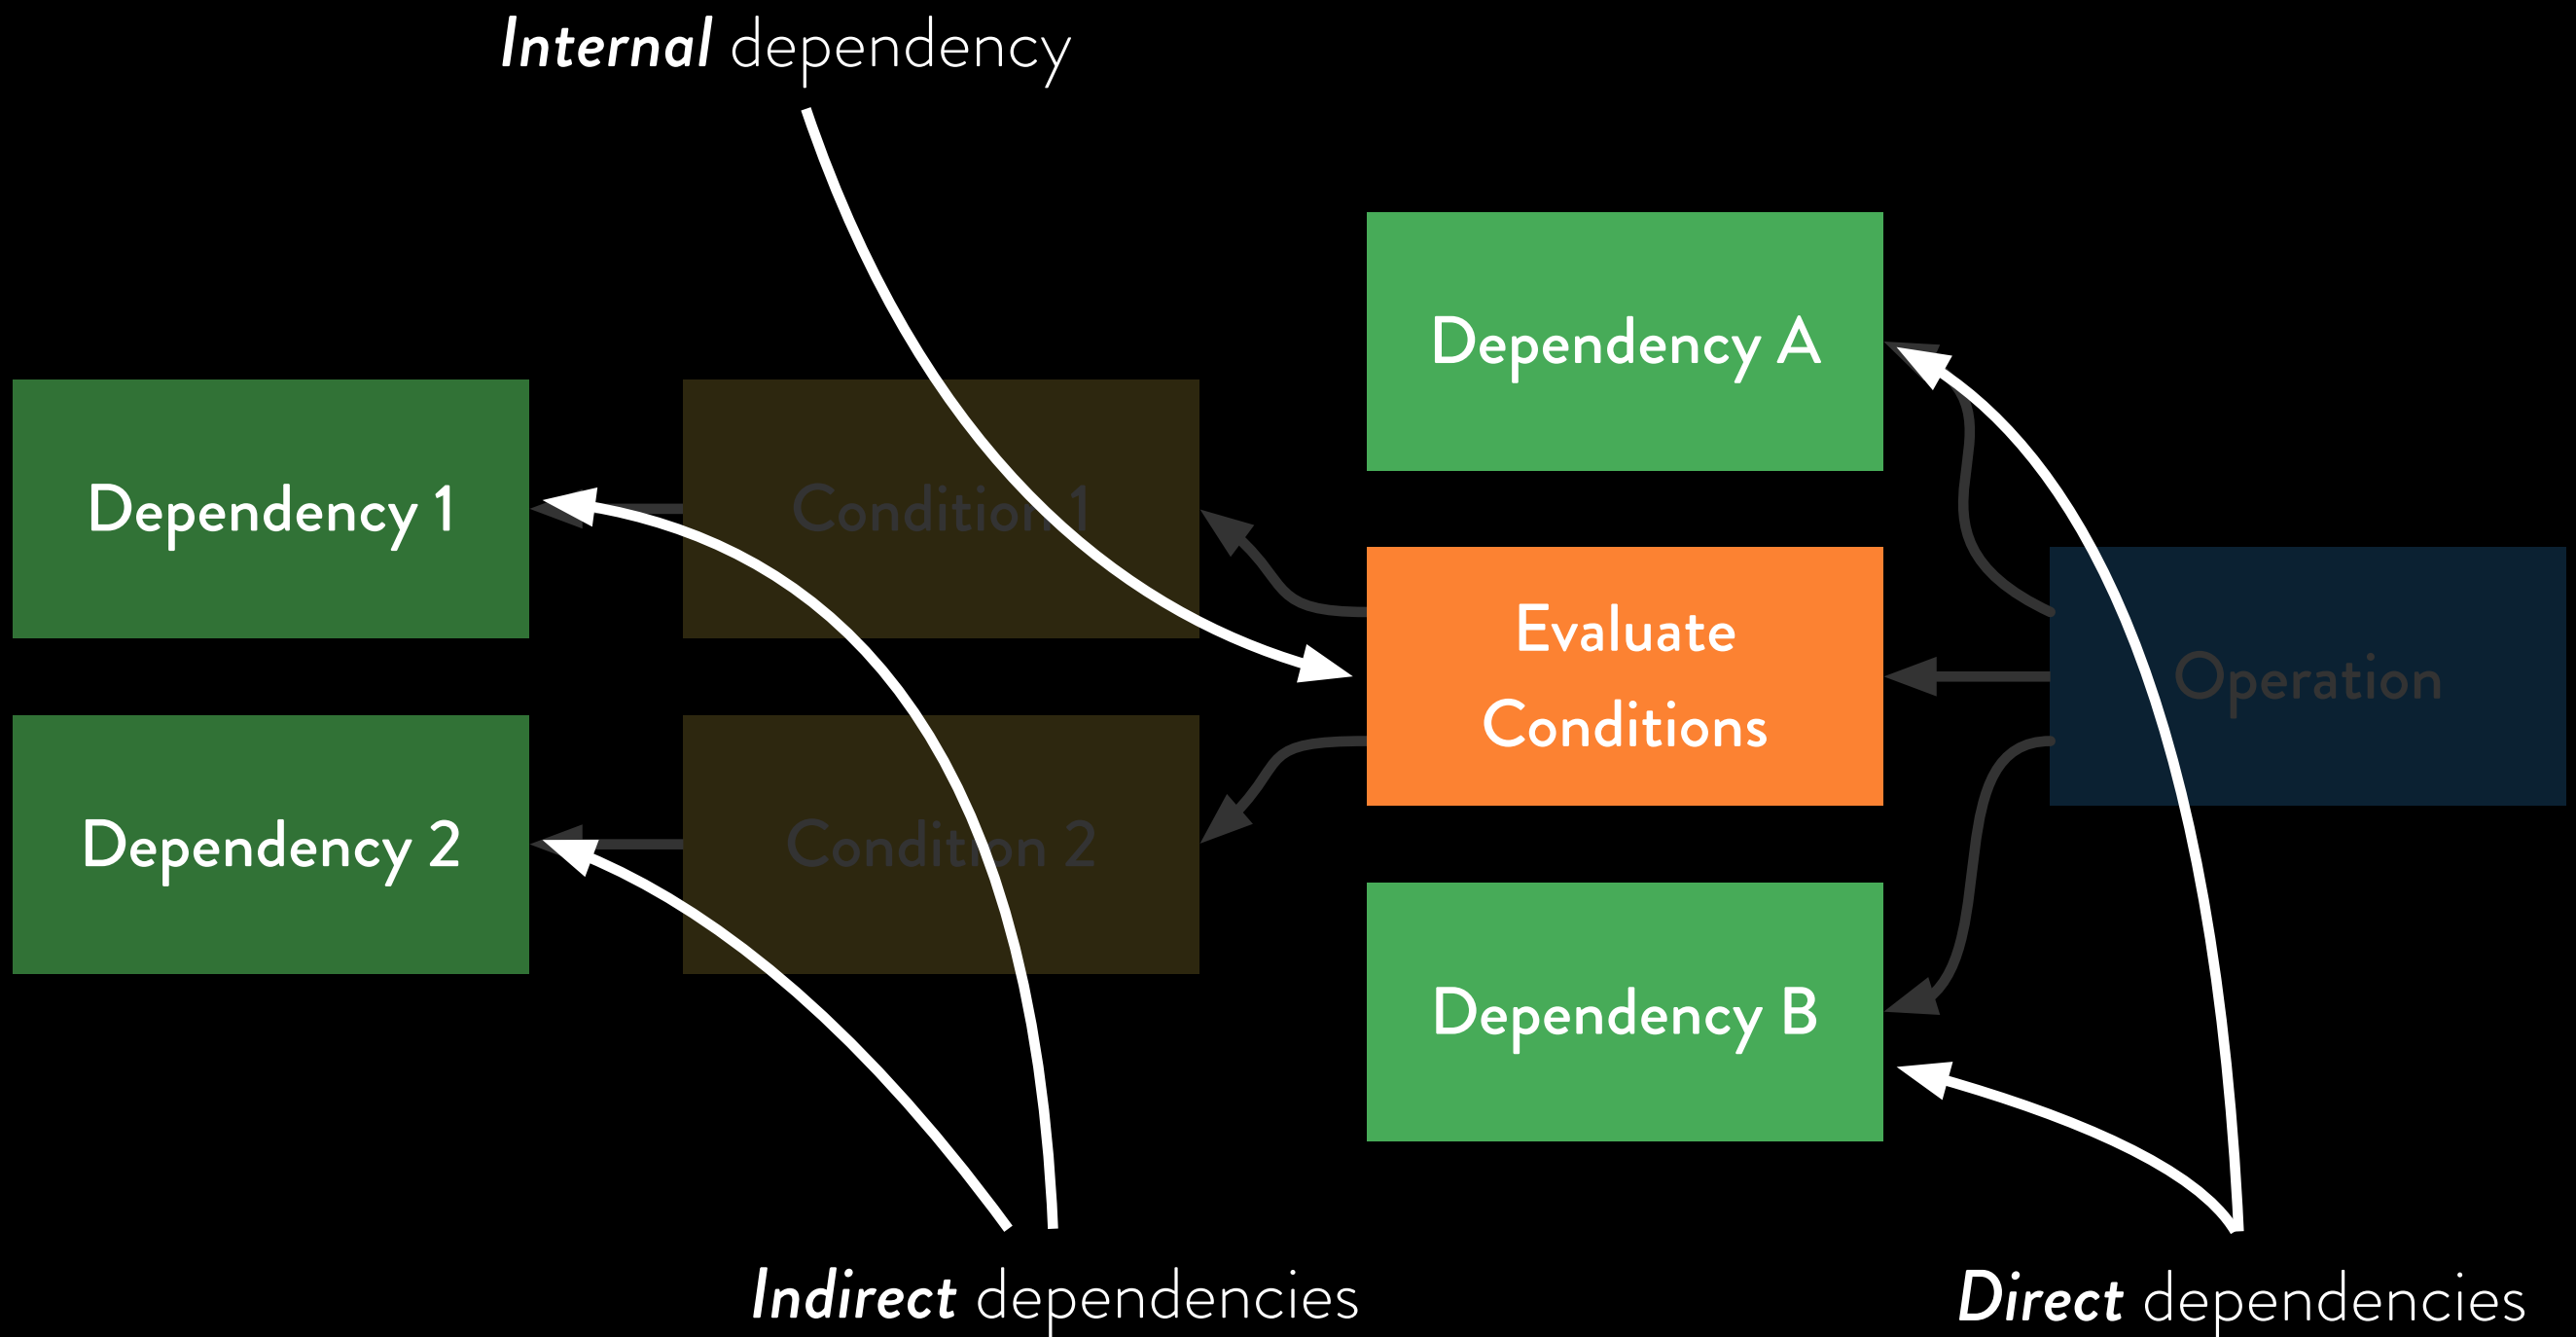 Internal dependency
Dependency A
Dependency 1
Condition 1
Evaluate
Conditions
Operation
Dependency 2
Condition 2
Dependency B
Indirect dependencies
Direct dependencies